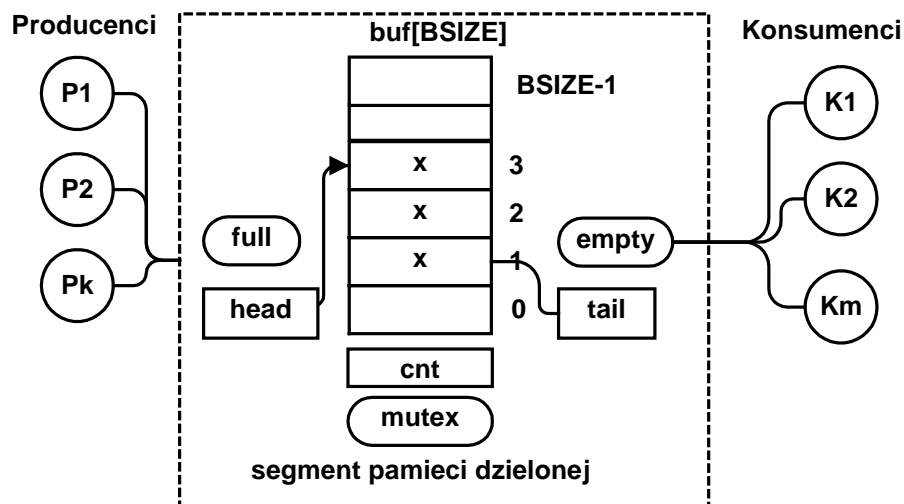 Producenci
buf[BSIZE]
Konsumenci
BSIZE-1
P1
K1
x 3
P2
x 2
K2
full
empty
x 1
Pk
head
0
tail
Km
cnt
mutex
segment pamieci dzielonej